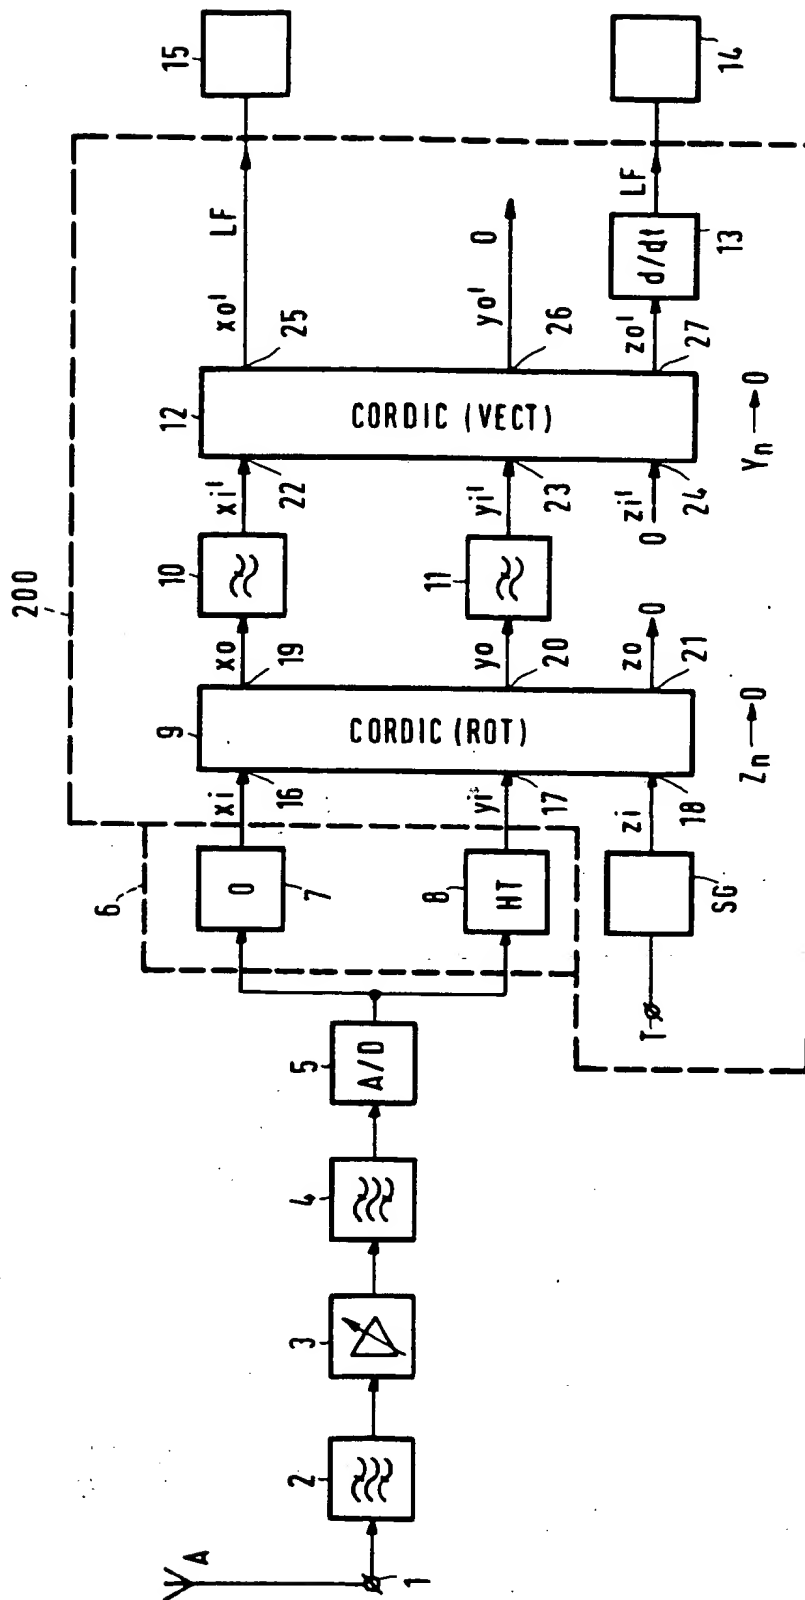 A
1
2
3
4
5
A/D
6
7
0
8
HT
T
SG
200
xi
16
yi
17
zi
18
9
CORDIC (ROT)
Zn → 0
xo
19
yo
20
zo
21
0
10
11
xi'
22
yi'
23
0
zi'
24
12
CORDIC (VECT)
Yn → 0
xo'
25
LF
yo'
26
0
zo'
27
d/dt
13
LF
15
14